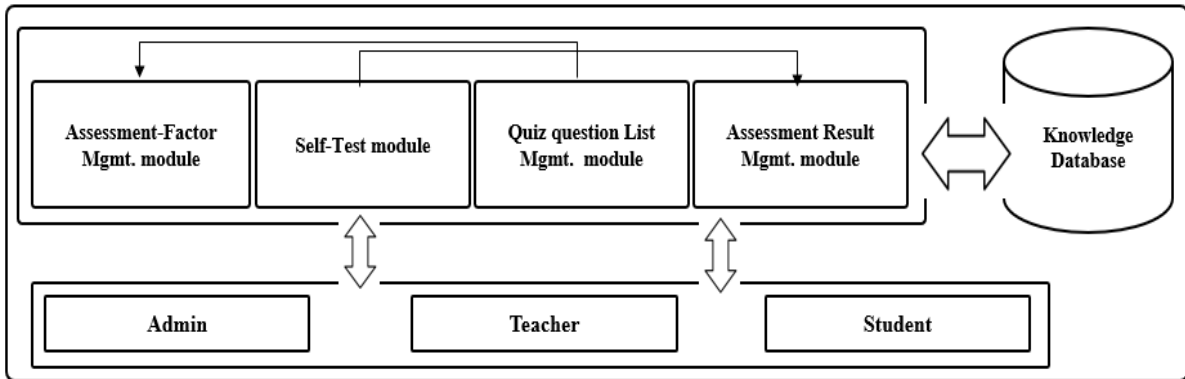 Assessment-Factor
Mgmt. module
Self-Test module
Quiz question List
Mgmt. module
Assessment Result
Mgmt. module
Knowledge
Database
Admin
Teacher
Student